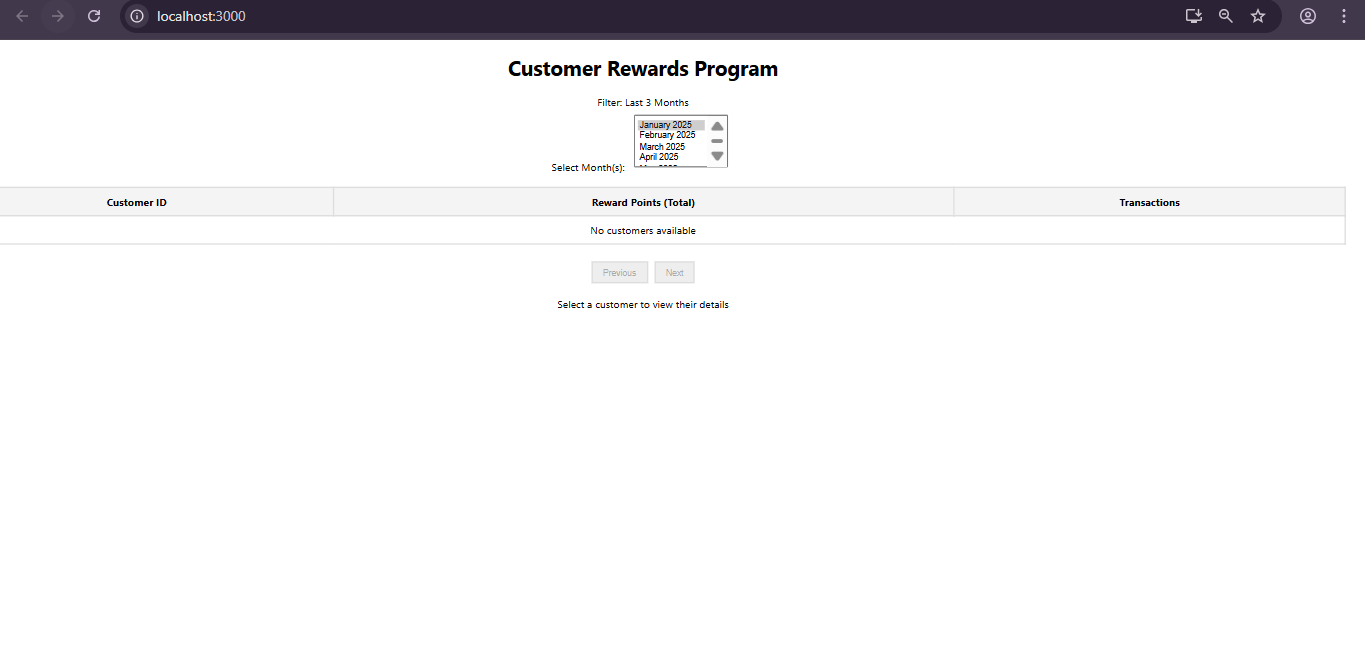 localhost:3000
Customer Rewards Program
Filter: Last 3 Months
January 2025
February 2025
March 2025
April 2025
Select Month(s):
Customer ID Reward Points (Total) Transactions
No customers available
Previous Next
Select a customer to view their details